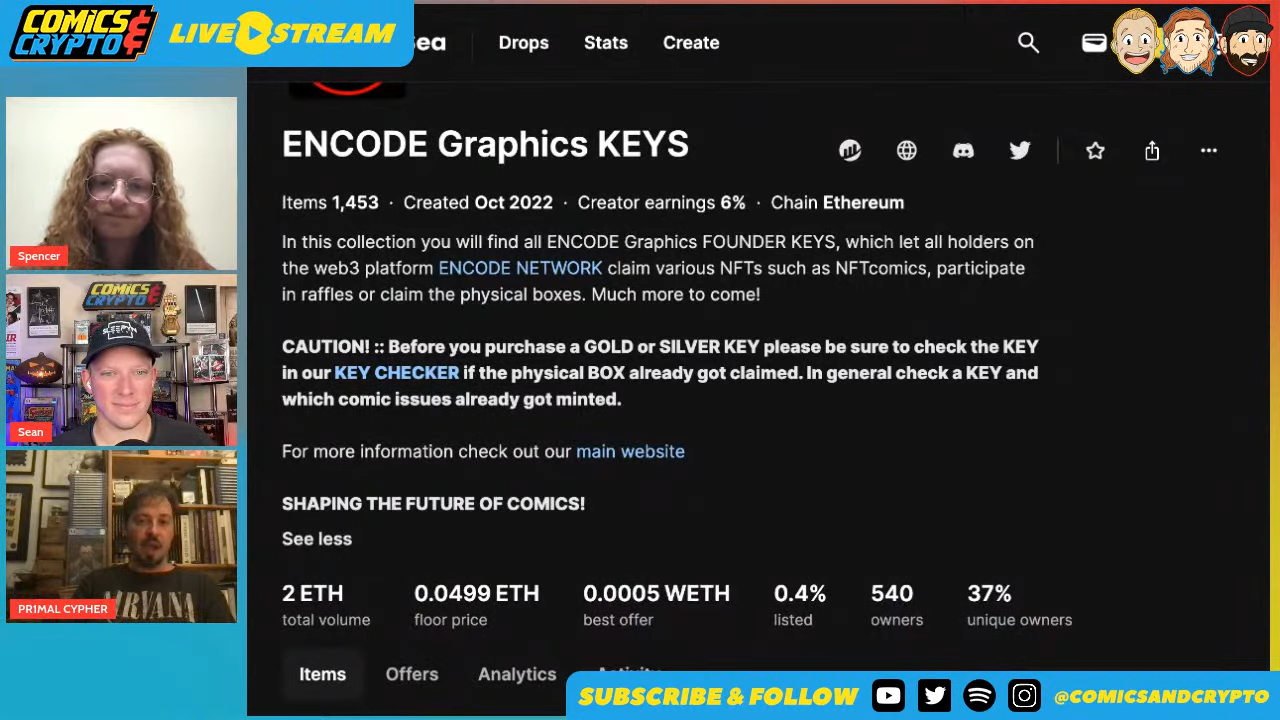 COMICS &
CRYPTO
LIVE STREAM
Sea
Drops
Stats
Create
ENCODE Graphics KEYS
Items 1,453 · Created Oct 2022 · Creator earnings 6% · Chain Ethereum
In this collection you will find all ENCODE Graphics FOUNDER KEYS, which let all holders on
the web3 platform ENCODE NETWORK claim various NFTs such as NFTcomics, participate
in raffles or claim the physical boxes. Much more to come!
CAUTION! :: Before you purchase a GOLD or SILVER KEY please be sure to check the KEY
in our KEY CHECKER if the physical BOX already got claimed. In general check a KEY and
which comic issues already got minted.
For more information check out our main website
SHAPING THE FUTURE OF COMICS!
See less
2 ETH
total volume
0.0499 ETH
floor price
0.0005 WETH
best offer
0.4%
listed
540
owners
37%
unique owners
Items
Offers
Analytics
Activity
Spencer
COMICS &
CRYPTO
Sean
NIRVANA
PR1MAL CYPHER
SUBSCRIBE & FOLLOW
@COMICSANDCRYPTO